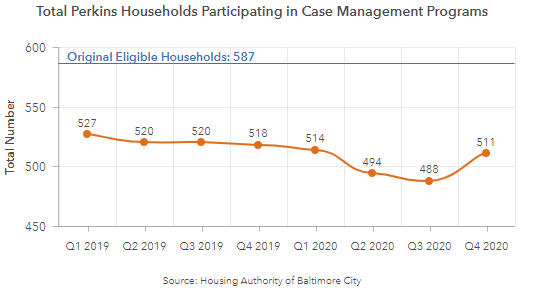 Total Perkins Households Participating in Case Management Programs
600
Original Eligible Households: 587
550
527
520
520
518
514
494
488
511
500
450
Total Number
Q1 2019 Q2 2019 Q3 2019 Q4 2019 Q1 2020 Q2 2020 Q3 2020 Q4 2020
Source: Housing Authority of Baltimore City